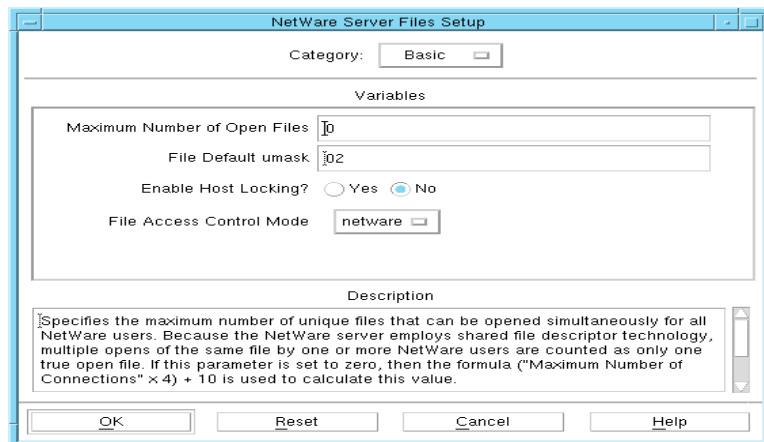 NetWare Server Files Setup
Category: Basic
Variables
Maximum Number of Open Files 0
File Default umask 02
Enable Host Locking? Yes No
File Access Control Mode netware
Description
Specifies the maximum number of unique files that can be opened simultaneously for all
NetWare users. Because the NetWare server employs shared file descriptor technology,
multiple opens of the same file by one or more NetWare users are counted as only one
true open file. If this parameter is set to zero, then the formula ("Maximum Number of
Connections" x 4) + 10 is used to calculate this value.
OK Reset Cancel Help